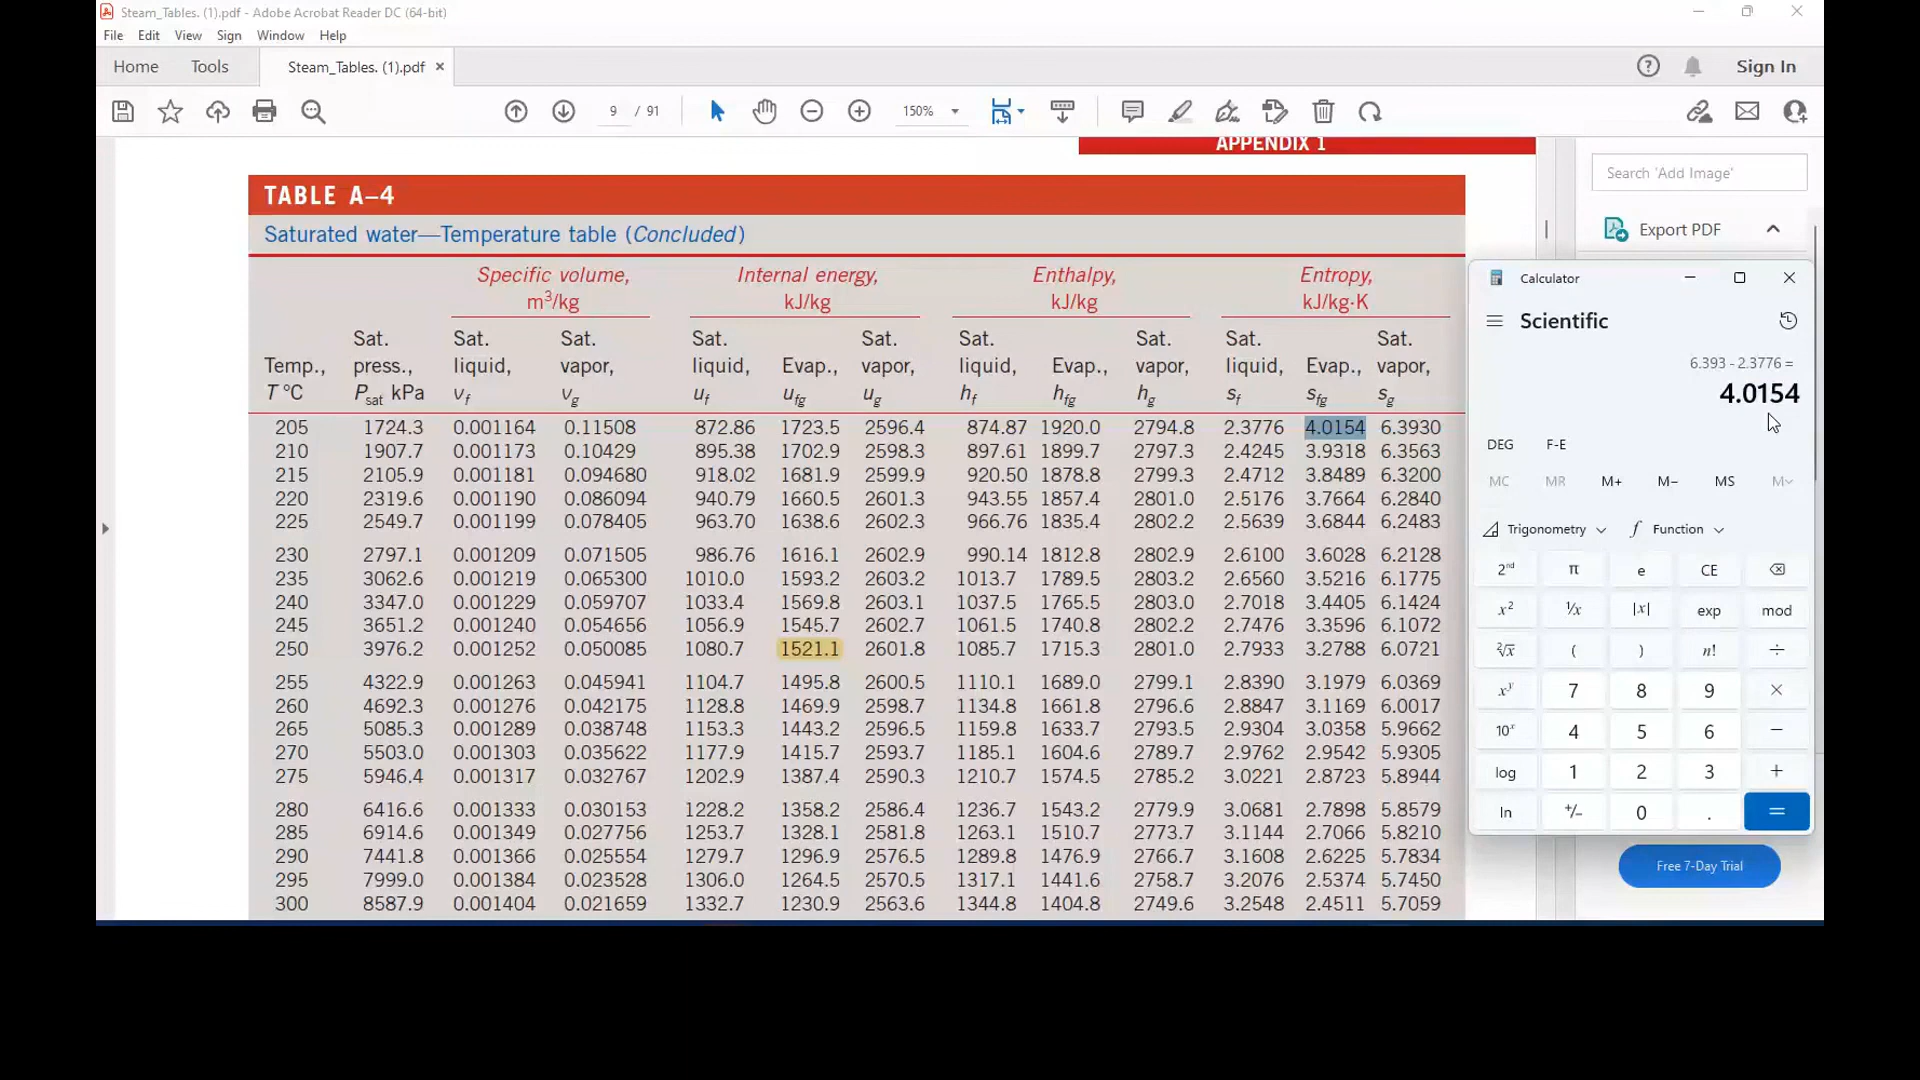 Steam_Tables. (1).pdf - Adobe Acrobat Reader DC (64-bit)
File Edit View Sign Window Help
Home Tools Steam_Tables. (1).pdf × Sign In
9 / 91 150%
APPENDIX 1
TABLE A–4
Saturated water—Temperature table (Concluded)
Specific volume, Internal energy, Enthalpy, Entropy,
m³/kg kJ/kg kJ/kg kJ/kg·K
Sat. Sat. Sat. Sat. Sat. Sat. Sat. Sat. Sat.
Temp., press., liquid, vapor, liquid, Evap., vapor, liquid, Evap., vapor, liquid, Evap., vapor,
T °C Psat kPa vf vg uf ufg ug hf hfg hg sf sfg sg
205 1724.3 0.001164 0.11508 872.86 1723.5 2596.4 874.87 1920.0 2794.8 2.3776 4.0154 6.3930
210 1907.7 0.001173 0.10429 895.38 1702.9 2598.3 897.61 1899.7 2797.3 2.4245 3.9318 6.3563
215 2105.9 0.001181 0.094680 918.02 1681.9 2599.9 920.50 1878.8 2799.3 2.4712 3.8489 6.3200
220 2319.6 0.001190 0.086094 940.79 1660.5 2601.3 943.55 1857.4 2801.0 2.5176 3.7664 6.2840
225 2549.7 0.001199 0.078405 963.70 1638.6 2602.3 966.76 1835.4 2802.2 2.5639 3.6844 6.2483
230 2797.1 0.001209 0.071505 986.76 1616.1 2602.9 990.14 1812.8 2802.9 2.6100 3.6028 6.2128
235 3062.6 0.001219 0.065300 1010.0 1593.2 2603.2 1013.7 1789.5 2803.2 2.6560 3.5216 6.1775
240 3347.0 0.001229 0.059707 1033.4 1569.8 2603.1 1037.5 1765.5 2803.0 2.7018 3.4405 6.1424
245 3651.2 0.001240 0.054656 1056.9 1545.7 2602.7 1061.5 1740.8 2802.2 2.7476 3.3596 6.1072
250 3976.2 0.001252 0.050085 1080.7 1521.1 2601.8 1085.7 1715.3 2801.0 2.7933 3.2788 6.0721
255 4322.9 0.001263 0.045941 1104.7 1495.8 2600.5 1110.1 1689.0 2799.1 2.8390 3.1979 6.0369
260 4692.3 0.001276 0.042175 1128.8 1469.9 2598.7 1134.8 1661.8 2796.6 2.8847 3.1169 6.0017
265 5085.3 0.001289 0.038748 1153.3 1443.2 2596.5 1159.8 1633.7 2793.5 2.9304 3.0358 5.9662
270 5503.0 0.001303 0.035622 1177.9 1415.7 2593.7 1185.1 1604.6 2789.7 2.9762 2.9542 5.9305
275 5946.4 0.001317 0.032767 1202.9 1387.4 2590.3 1210.7 1574.5 2785.2 3.0221 2.8723 5.8944
280 6416.6 0.001333 0.030153 1228.2 1358.2 2586.4 1236.7 1543.2 2779.9 3.0681 2.7898 5.8579
285 6914.6 0.001349 0.027756 1253.7 1328.1 2581.8 1263.1 1510.7 2773.7 3.1144 2.7066 5.8210
290 7441.8 0.001366 0.025554 1279.7 1296.9 2576.5 1289.8 1476.9 2766.7 3.1608 2.6225 5.7834
295 7999.0 0.001384 0.023528 1306.0 1264.5 2570.5 1317.1 1441.6 2758.7 3.2076 2.5374 5.7450
300 8587.9 0.001404 0.021659 1332.7 1230.9 2563.6 1344.8 1404.8 2749.6 3.2548 2.4511 5.7059
Search 'Add Image'
Export PDF
Calculator
Scientific
6.393 - 2.3776 =
4.0154
DEG F-E
MC MR M+ M− MS M
Trigonometry f Function
2nd π e CE
x² 1/x |x| exp mod
2√x ( ) n! ÷
xʸ 7 8 9 ×
10ˣ 4 5 6 −
log 1 2 3 +
ln +/− 0 . =
Free 7-Day Trial